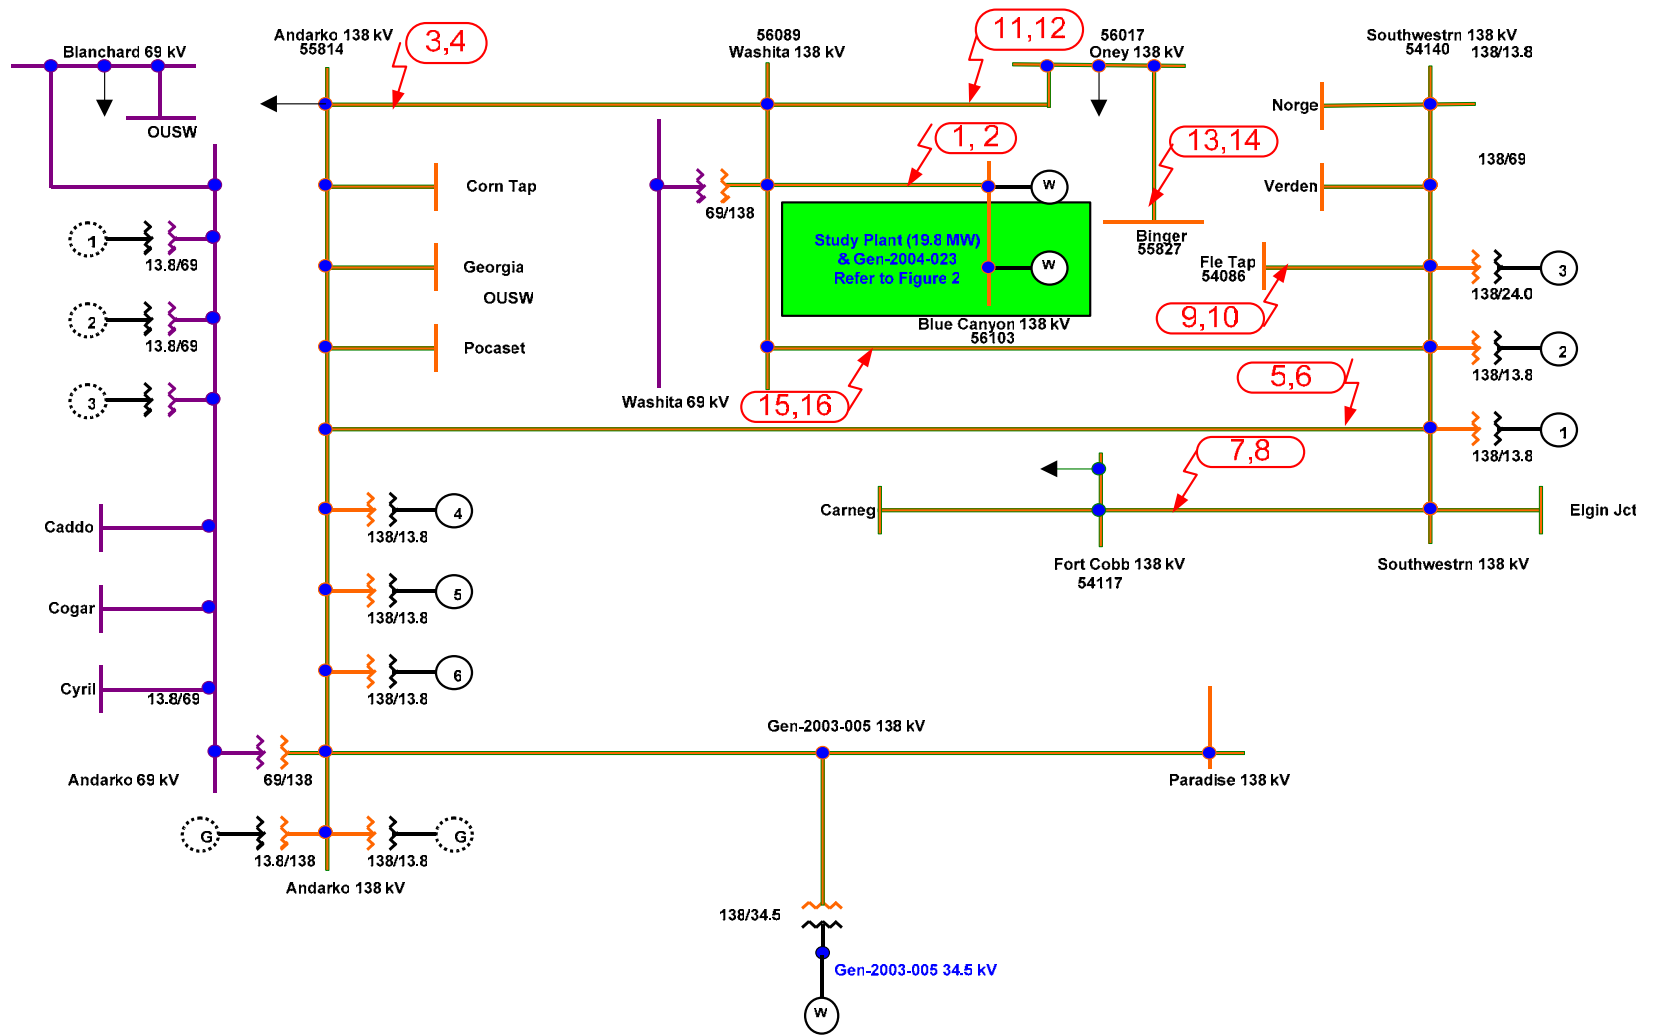 Blanchard 69 kV
OUSW
Andarko 138 kV
55814
3,4
56089
Washita 138 kV
11,12
56017
Oney 138 kV
Southwestrn 138 kV
54140
138/13.8
Norge
138/69
Verden
1, 2
13,14
Corn Tap
W
69/138
Study Plant (19.8 MW)
& Gen-2004-023
Refer to Figure 2
W
Binger
55827
Fle Tap
54086
3
138/24.0
1
13.8/69
Georgia
OUSW
9,10
Blue Canyon 138 kV
56103
2
13.8/69
Pocaset
2
138/13.8
5,6
3
Washita 69 kV
15,16
1
138/13.8
7,8
Carneg
Elgin Jct
4
138/13.8
Caddo
Fort Cobb 138 kV
54117
Southwestrn 138 kV
5
138/13.8
Cogar
6
138/13.8
Cyril
13.8/69
Gen-2003-005 138 kV
Andarko 69 kV
69/138
Paradise 138 kV
G
13.8/138
138/13.8
G
Andarko 138 kV
138/34.5
Gen-2003-005 34.5 kV
W